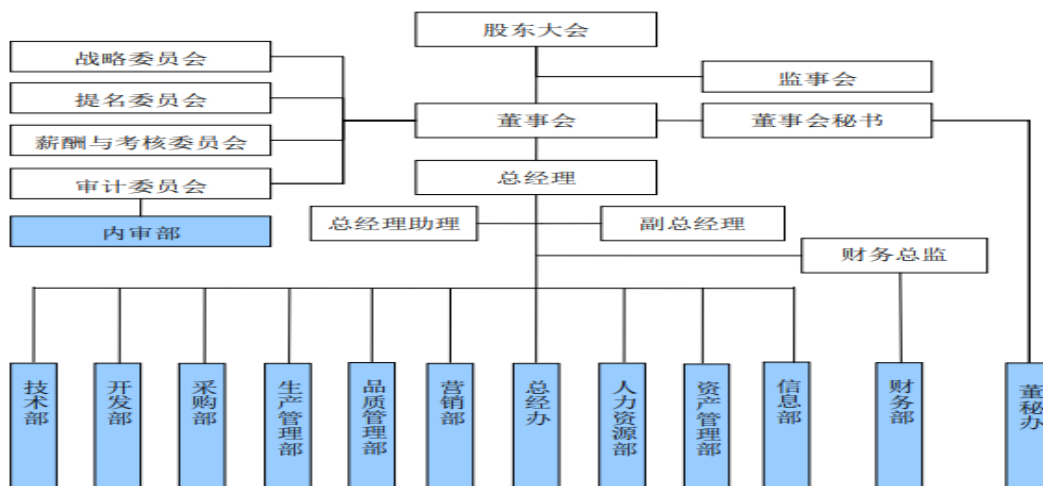 股东大会
战略委员会
监事会
提名委员会
董事会
董事会秘书
薪酬与考核委员会
总经理
审计委员会
内审部
总经理助理
副总经理
财务总监
技术部
开发部
采购部
生产管理部
品质管理部
营销部
总经办
人力资源部
资产管理部
信息部
财务部
董秘办